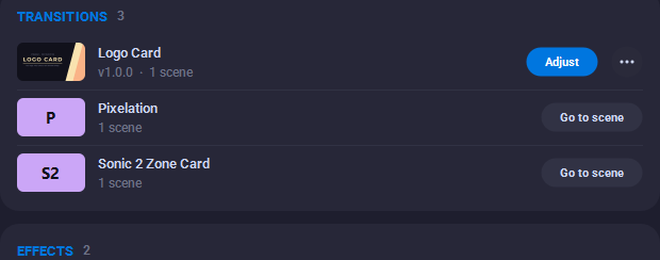 TRANSITIONS 3
LOGO CARD
Logo Card
v1.0.0 · 1 scene
Adjust
P
Pixelation
1 scene
Go to scene
S2
Sonic 2 Zone Card
1 scene
Go to scene
EFFECTS 2